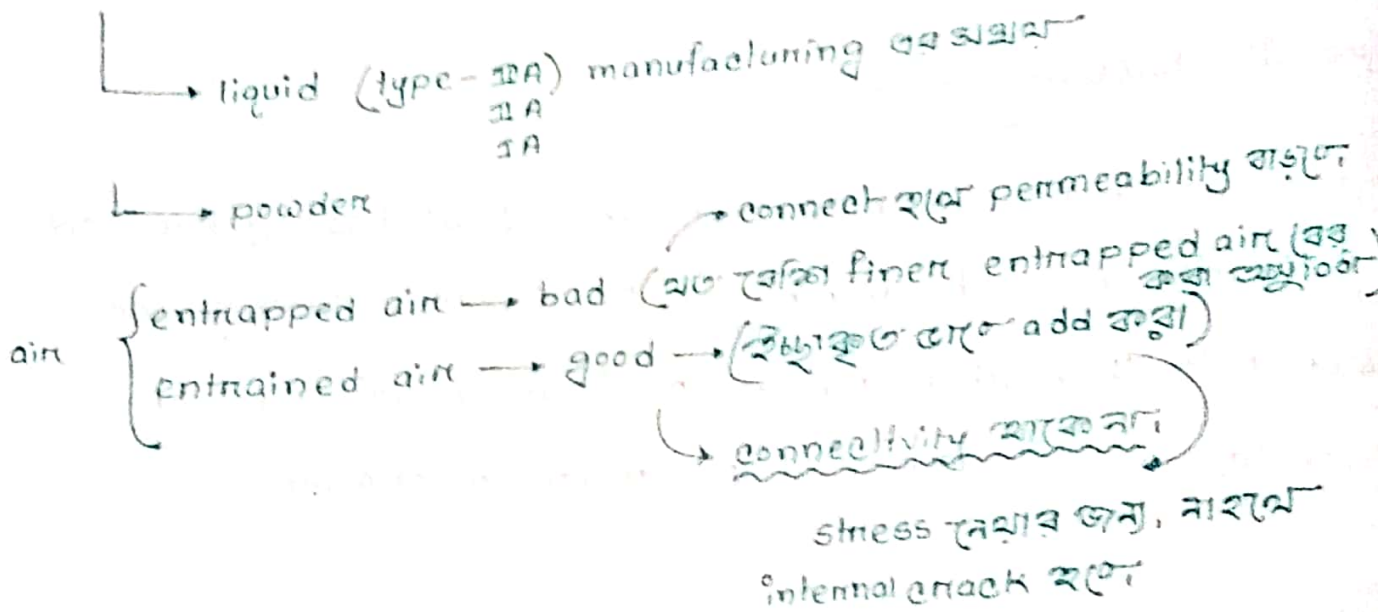 liquid (type - IIIA) manufacturing এর সময়
IIA
IA
powder
connect হলে permeability বাড়বে
entrapped air → bad (যত বেশি finer entrapped air বের করা
air
entrained air → good → (ইচ্ছাকৃত ভাবে add করা)
connectivity থাকে না।
stress নেয়ার জন্য, নাহলে
internal crack হবে